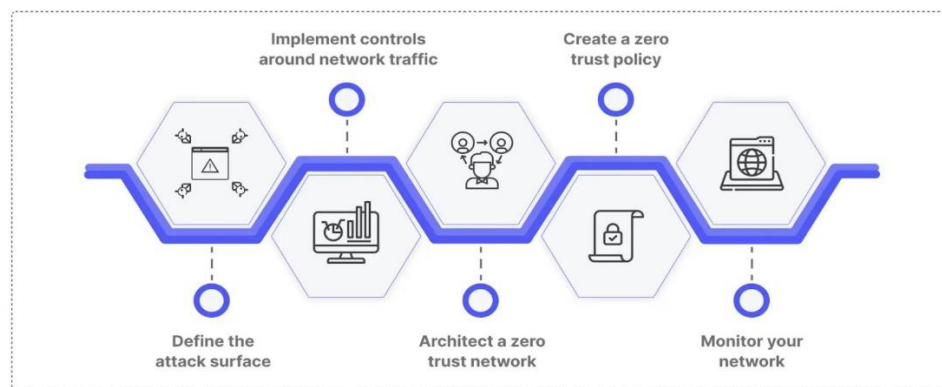 Implement controls
around network traffic
Create a zero
trust policy
Define the
attack surface
Architect a zero
trust network
Monitor your
network